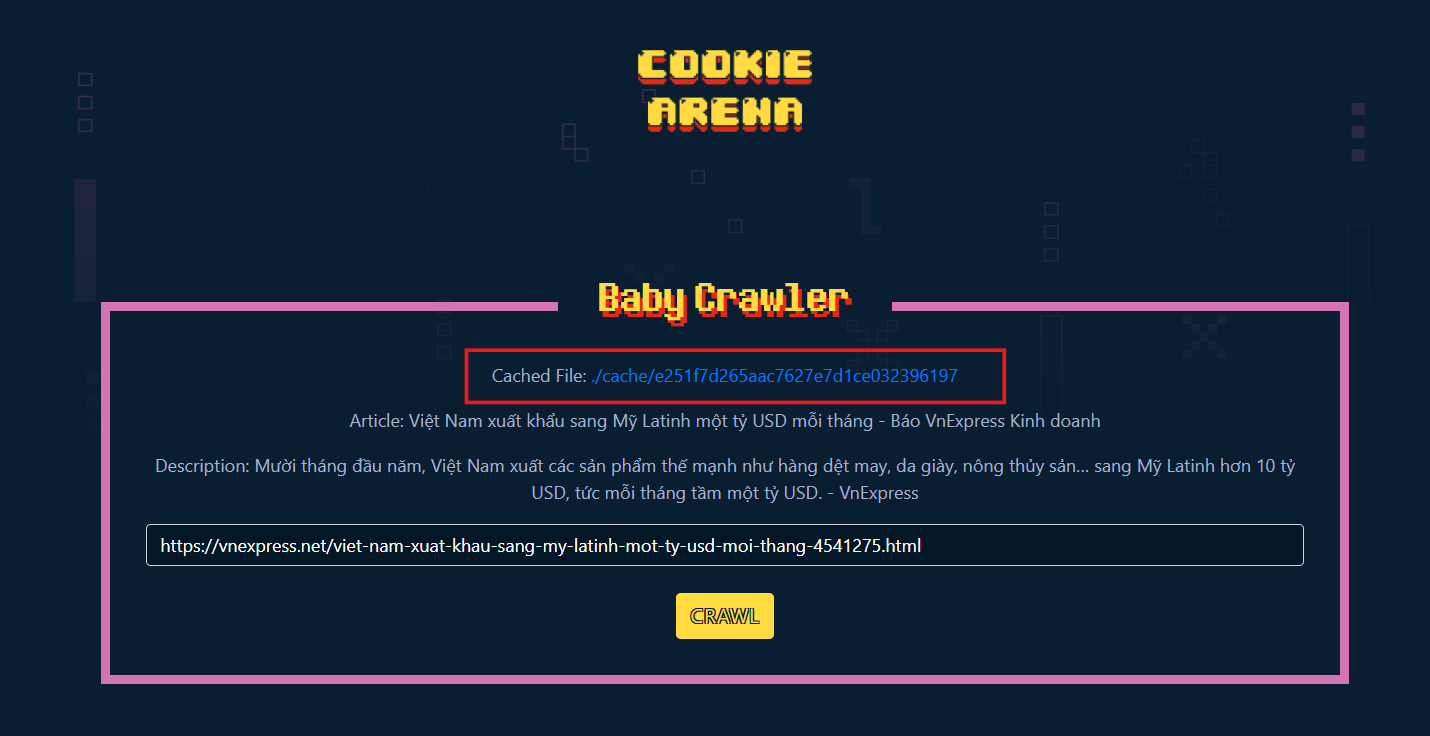 COOKIE
ARENA
Baby Crawler
Cached File: ./cache/e251f7d265aac7627e7d1ce032396197
Article: Việt Nam xuất khẩu sang Mỹ Latinh một tỷ USD mỗi tháng - Báo VnExpress Kinh doanh
Description: Mười tháng đầu năm, Việt Nam xuất các sản phẩm thế mạnh như hàng dệt may, da giày, nông thủy sản... sang Mỹ Latinh hơn 10 tỷ
USD, tức mỗi tháng tầm một tỷ USD. - VnExpress
https://vnexpress.net/viet-nam-xuat-khau-sang-my-latinh-mot-ty-usd-moi-thang-4541275.html
CRAWL